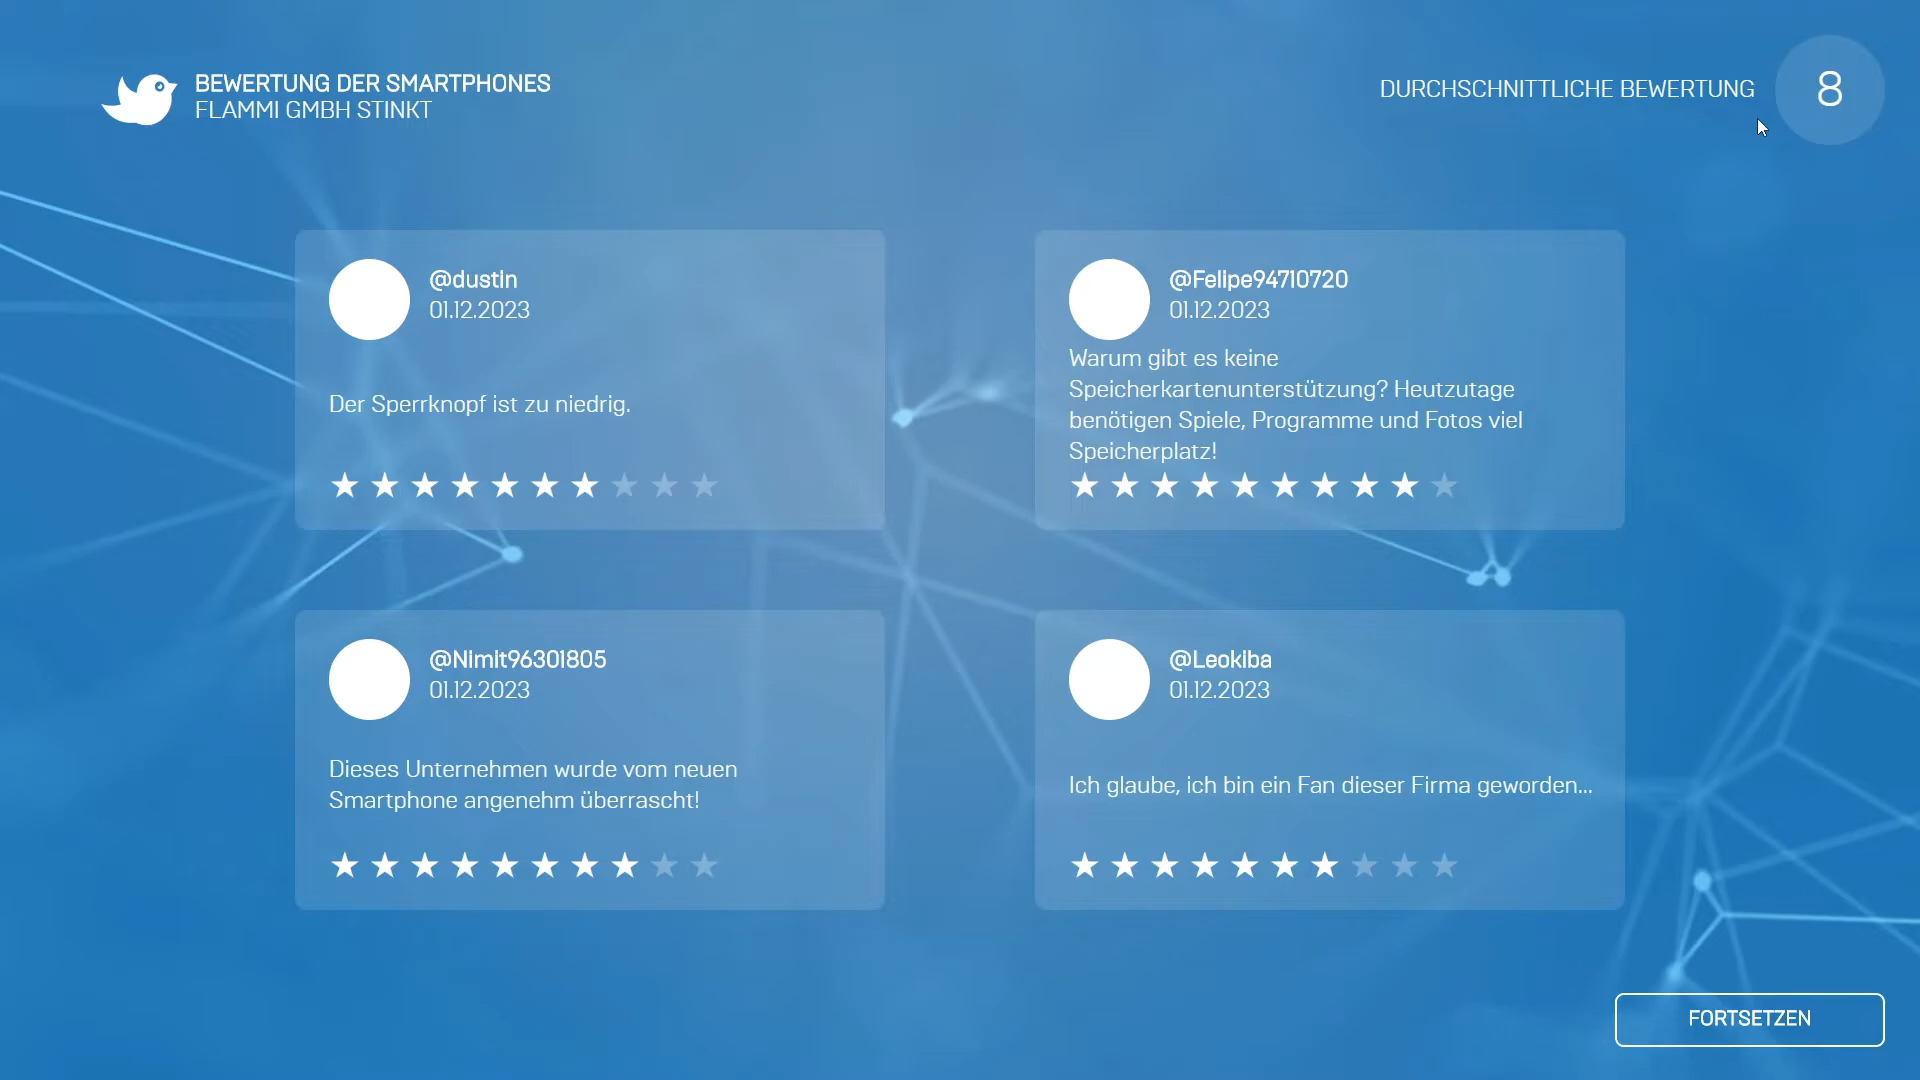 BEWERTUNG DER SMARTPHONES
FLAMMI GMBH STINKT
DURCHSCHNITTLICHE BEWERTUNG
8
@dustin
01.12.2023
Der Sperrknopf ist zu niedrig.
@Felipe94710720
01.12.2023
Warum gibt es keine
Speicherkartenunterstützung? Heutzutage
benötigen Spiele, Programme und Fotos viel
Speicherplatz!
@Nimit96301805
01.12.2023
Dieses Unternehmen wurde vom neuen
Smartphone angenehm überrascht!
@Leokiba
01.12.2023
Ich glaube, ich bin ein Fan dieser Firma geworden...
FORTSETZEN